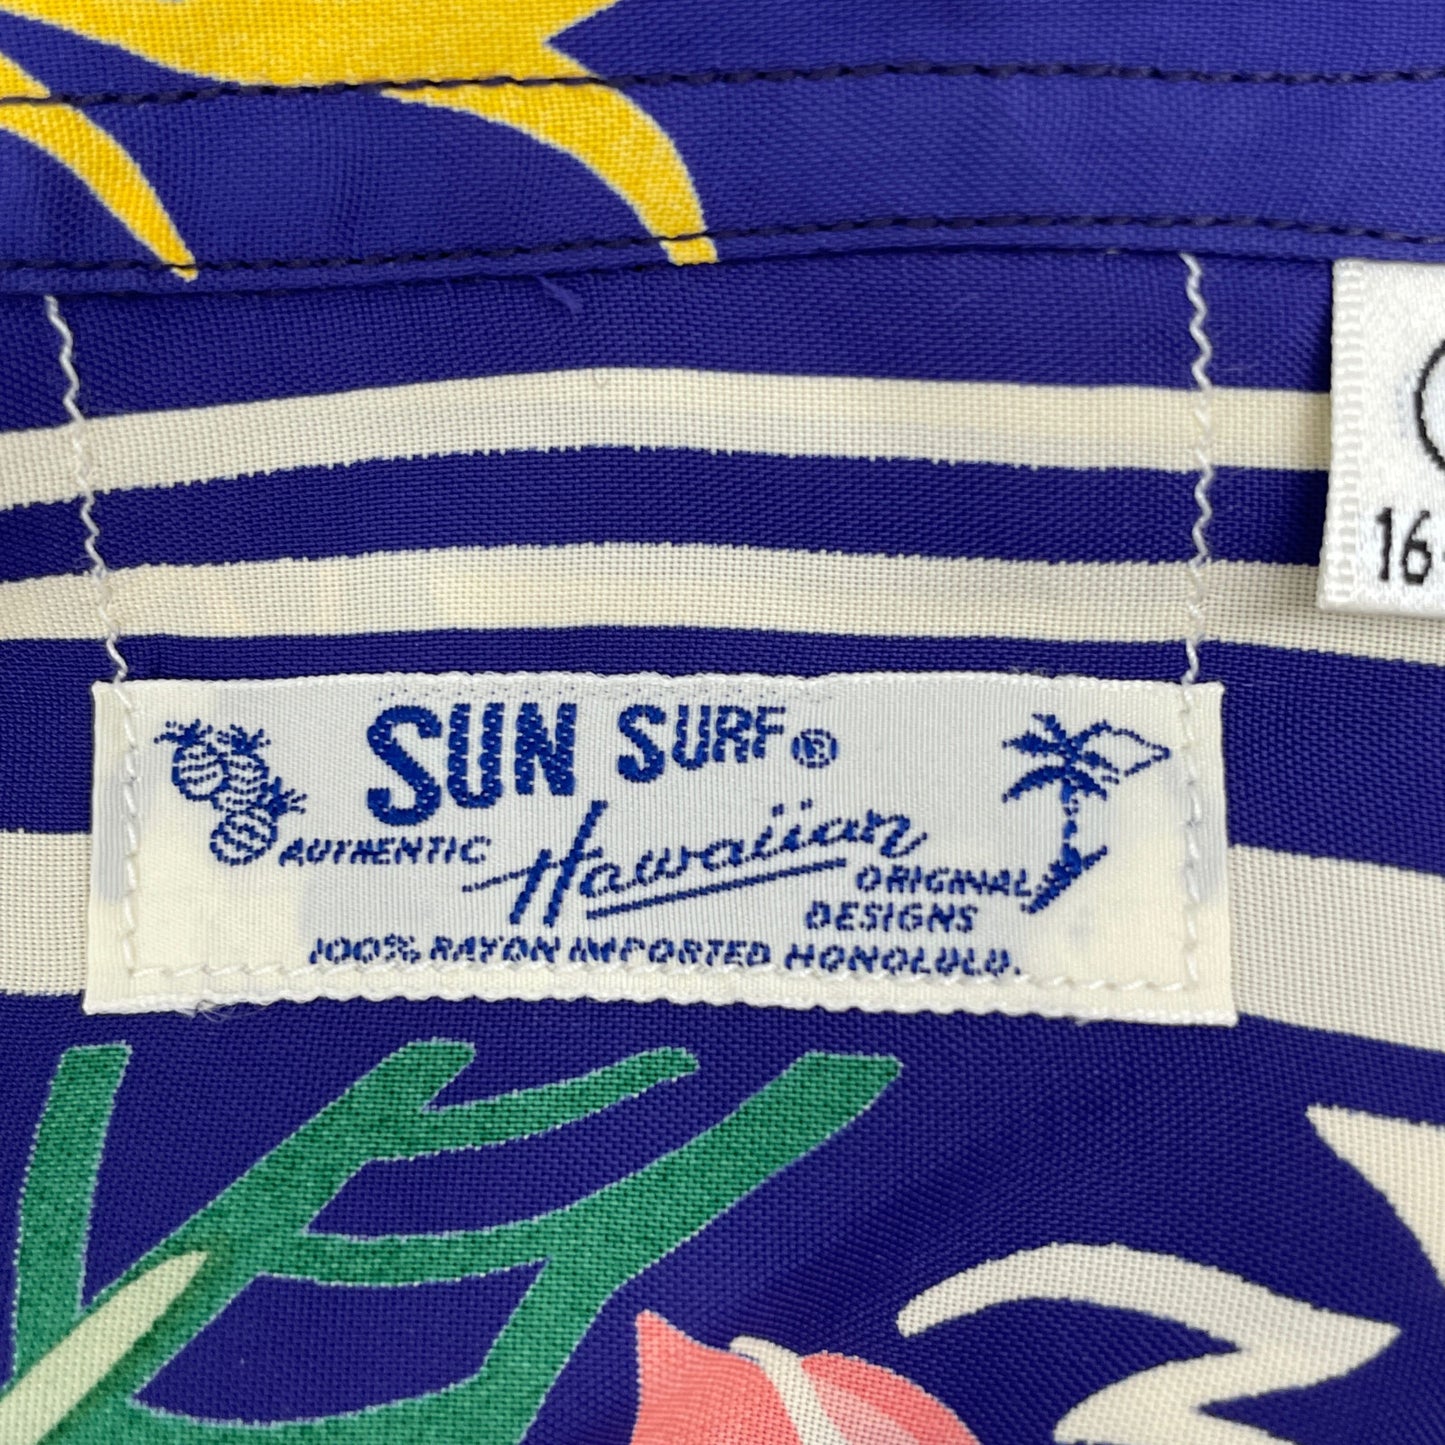 SUN SURF®
AUTHENTIC Hawaiian ORIGINAL
DESIGNS
100% RAYON IMPORTED HONOLULU.
16